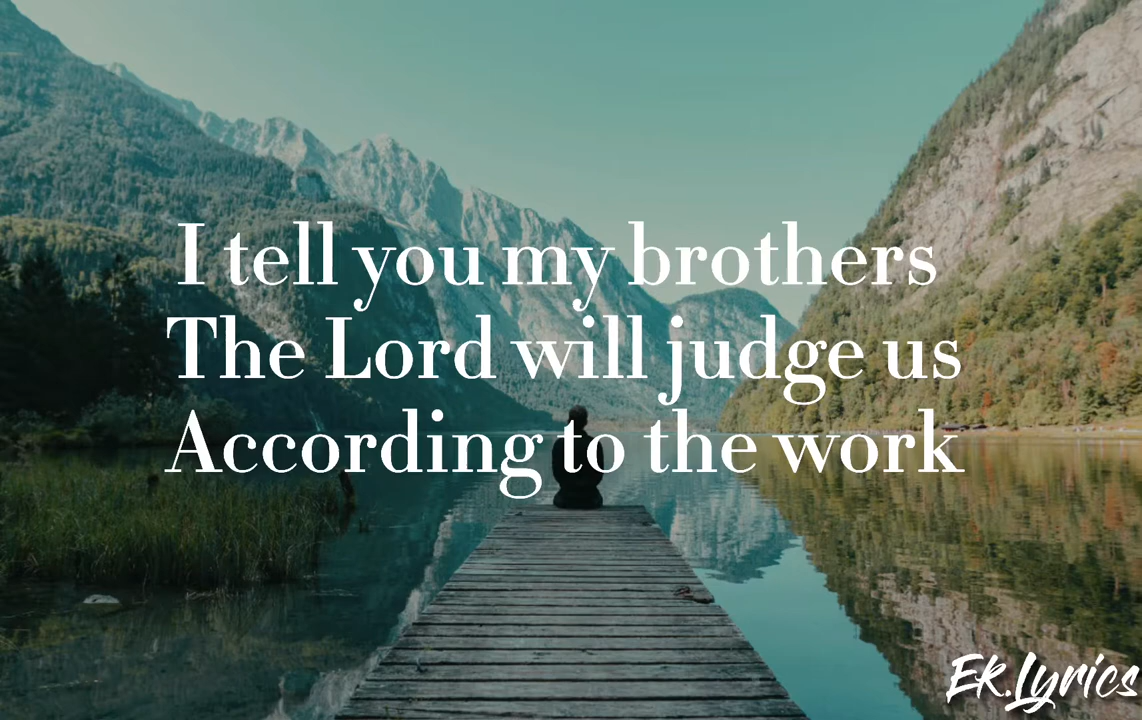 I tell you my brothers
The Lord will judge us
According to the work
Ek.Lyrics